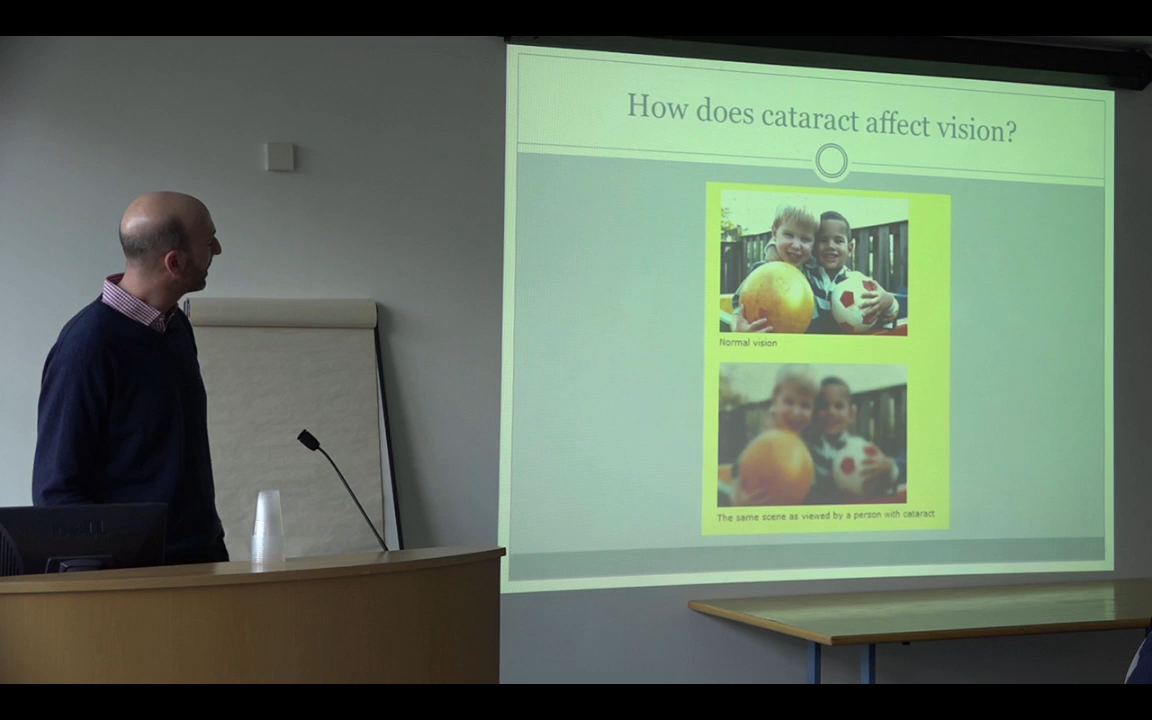 How does cataract affect vision?
Normal vision
The same scene as viewed by a person with cataract